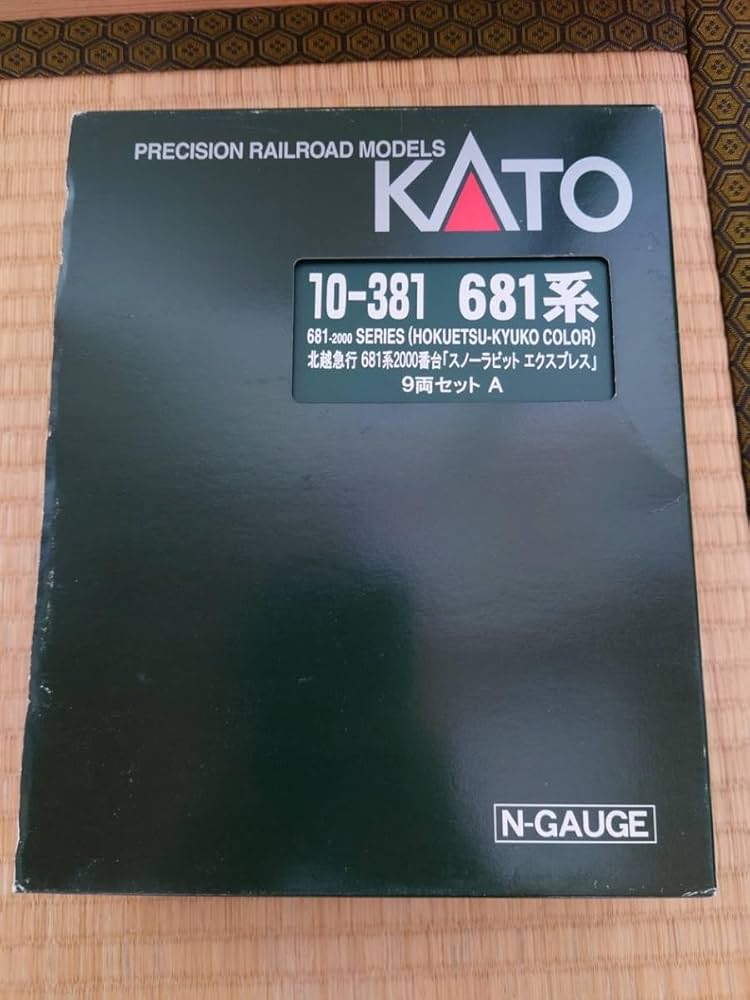 PRECISION RAILROAD MODELS
KATO
10-381 681系
681-2000 SERIES (HOKUETSU-KYUKO COLOR)
北越急行 681系2000番台「スノーラビット エクスプレス」
9両セット A
N-GAUGE